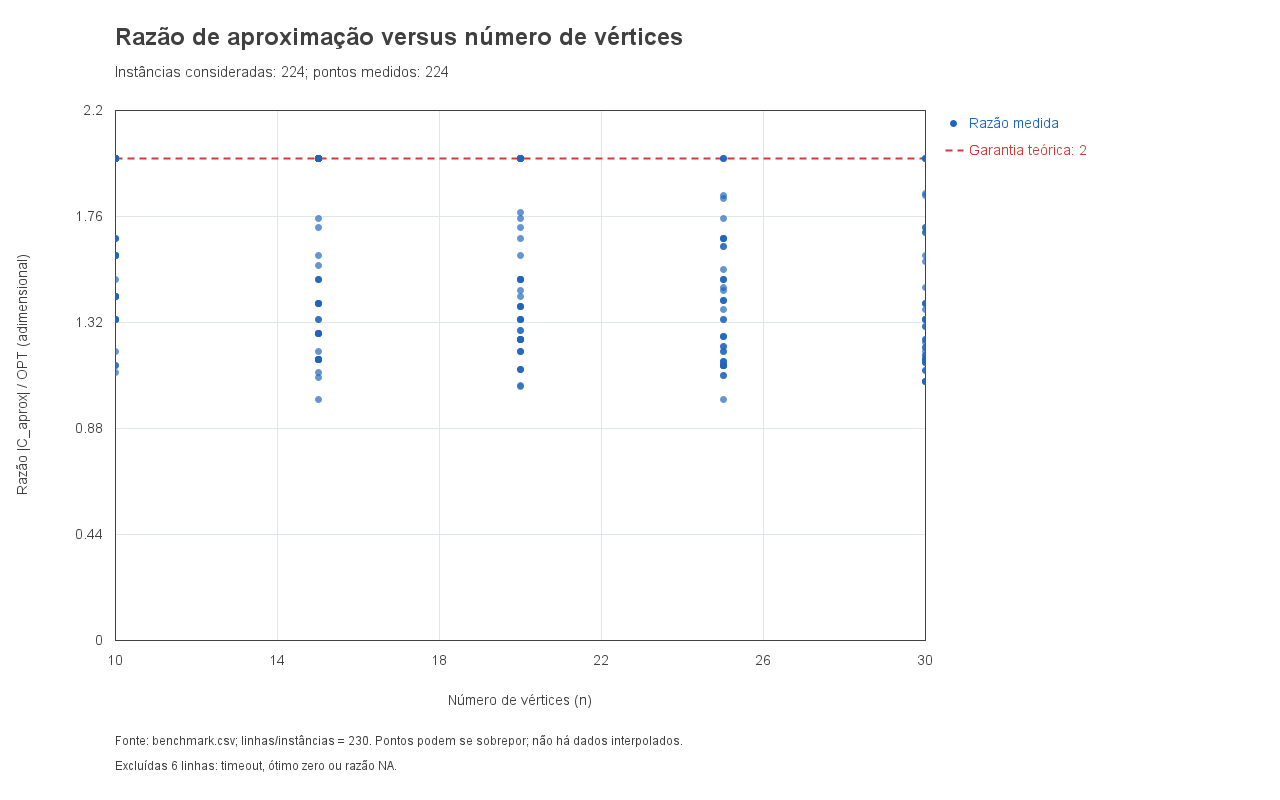 Razão de aproximação versus número de vértices
Instâncias consideradas: 224; pontos medidos: 224
2.2
1.76
1.32
0.88
0.44
0
Razão |C_aprox| / OPT (adimensional)
10 14 18 22 26 30
Número de vértices (n)
Razão medida
Garantia teórica: 2
Fonte: benchmark.csv; linhas/instâncias = 230. Pontos podem se sobrepor; não há dados interpolados.
Excluídas 6 linhas: timeout, ótimo zero ou razão NA.